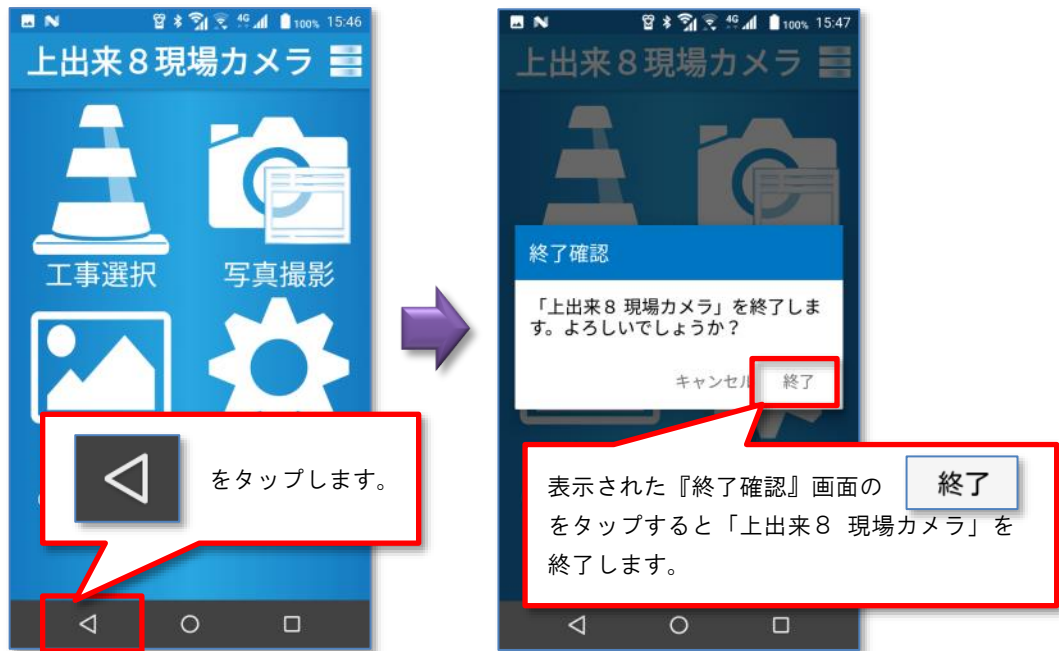 100% 15:46
上出来８現場カメラ
工事選択
写真撮影
をタップします。
100% 15:47
上出来８現場カメラ
終了確認
「上出来８ 現場カメラ」を終了しま
す。よろしいでしょうか？
キャンセル 終了
表示された『終了確認』画面の 終了
をタップすると「上出来８ 現場カメラ」を
終了します。